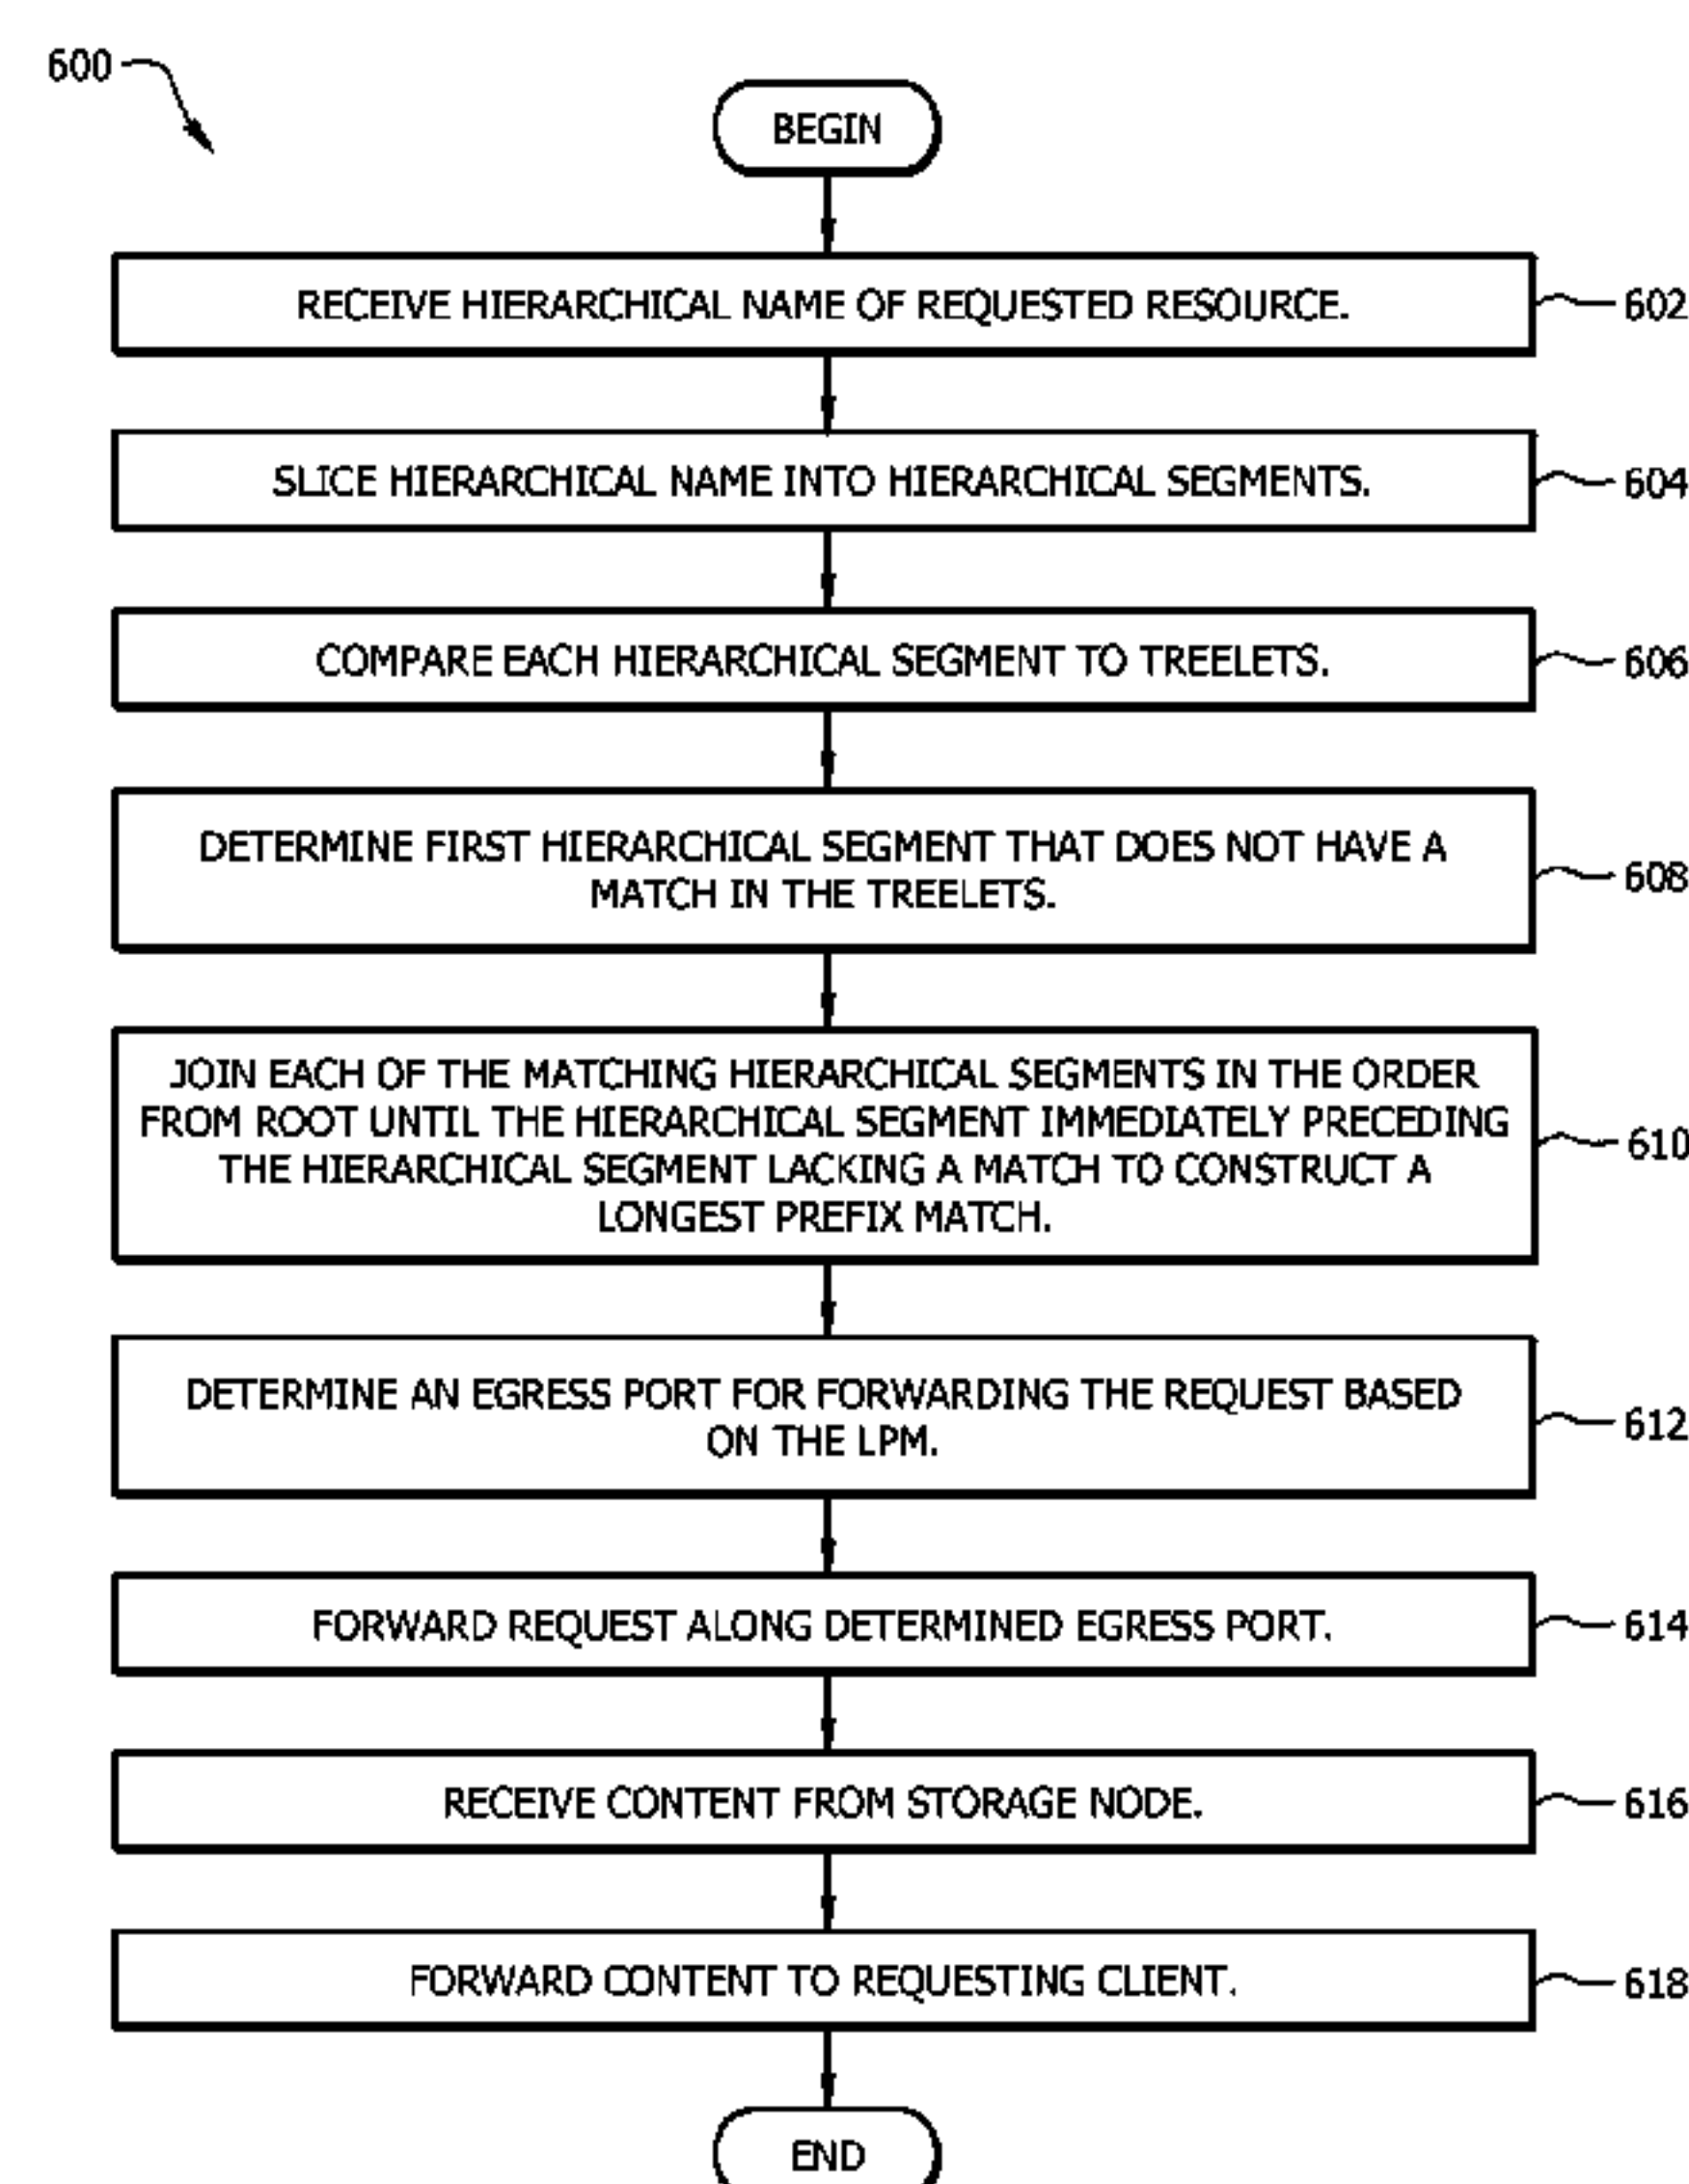 600
BEGIN
RECEIVE HIERARCHICAL NAME OF REQUESTED RESOURCE.
602
SLICE HIERARCHICAL NAME INTO HIERARCHICAL SEGMENTS.
604
COMPARE EACH HIERARCHICAL SEGMENT TO TREELETS.
606
DETERMINE FIRST HIERARCHICAL SEGMENT THAT DOES NOT HAVE A
MATCH IN THE TREELETS.
608
JOIN EACH OF THE MATCHING HIERARCHICAL SEGMENTS IN THE ORDER
FROM ROOT UNTIL THE HIERARCHICAL SEGMENT IMMEDIATELY PRECEDING
THE HIERARCHICAL SEGMENT LACKING A MATCH TO CONSTRUCT A
LONGEST PREFIX MATCH.
610
DETERMINE AN EGRESS PORT FOR FORWARDING THE REQUEST BASED
ON THE LPM.
612
FORWARD REQUEST ALONG DETERMINED EGRESS PORT.
614
RECEIVE CONTENT FROM STORAGE NODE.
616
FORWARD CONTENT TO REQUESTING CLIENT.
618
END